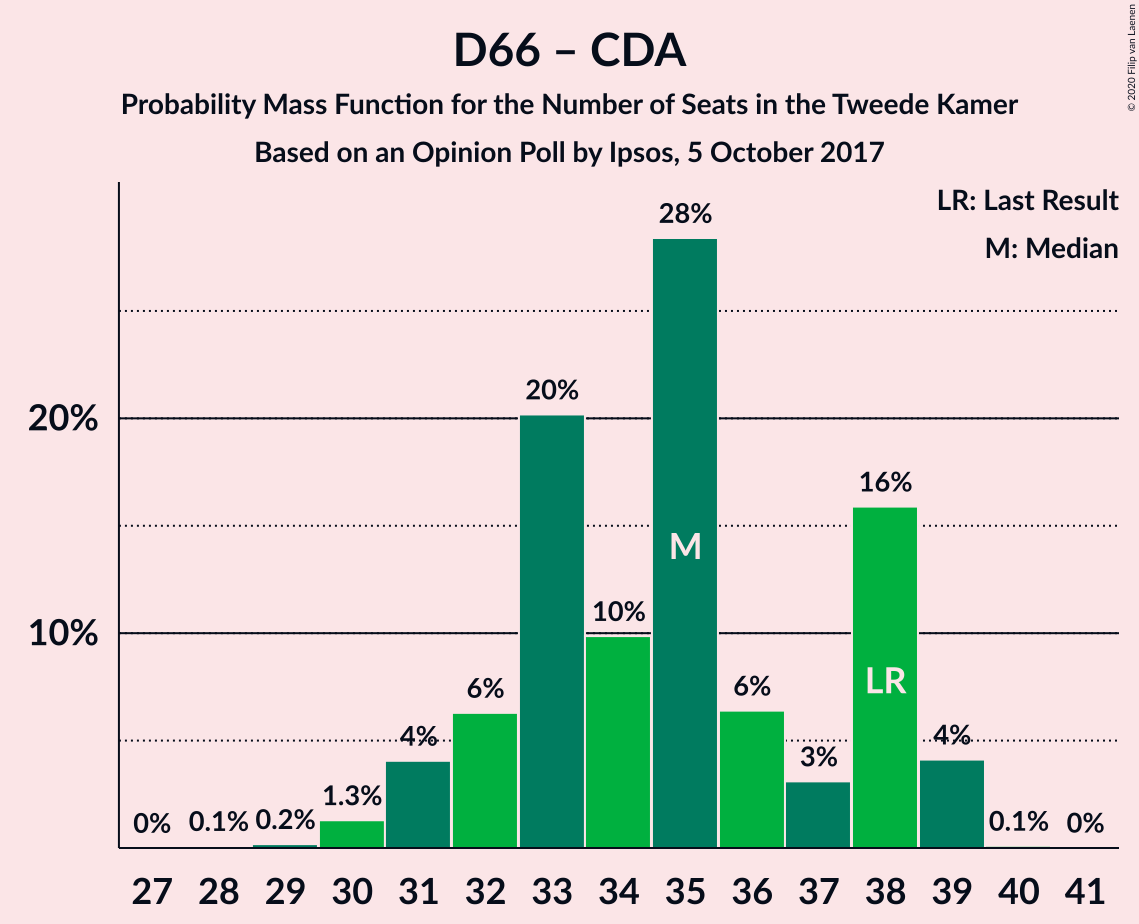 D66 – CDA
Probability Mass Function for the Number of Seats in the Tweede Kamer
Based on an Opinion Poll by Ipsos, 5 October 2017
© 2020 Filip van Laenen
LR: Last Result
M: Median
28%
20%
20%
16%
M
10%
10%
LR
6%
6%
4%
4%
3%
1.3%
0%
0.1%
0.2%
0.1%
0%
27 28 29 30 31 32 33 34 35 36 37 38 39 40 41